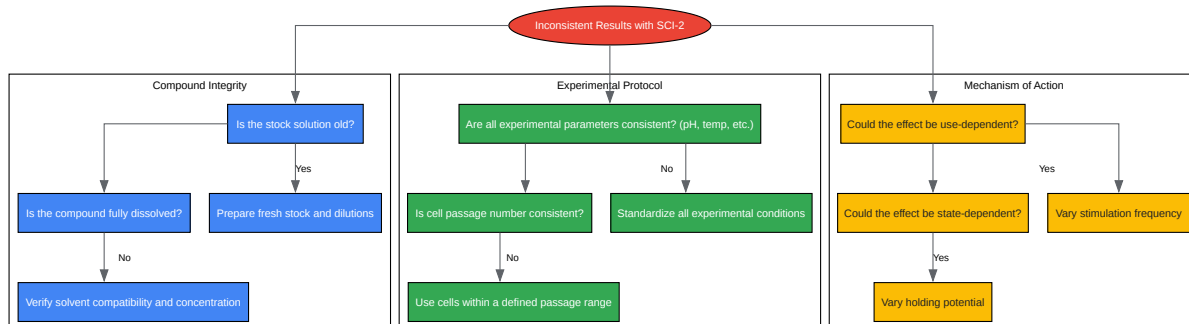 Inconsistent Results with SCI-2
Compound Integrity
Is the stock solution old?
Yes
Is the compound fully dissolved?
Prepare fresh stock and dilutions
No
Verify solvent compatibility and concentration
Experimental Protocol
Are all experimental parameters consistent? (pH, temp, etc.)
No
Is cell passage number consistent?
Standardize all experimental conditions
No
Use cells within a defined passage range
Mechanism of Action
Could the effect be use-dependent?
Yes
Could the effect be state-dependent?
Vary stimulation frequency
Yes
Vary holding potential